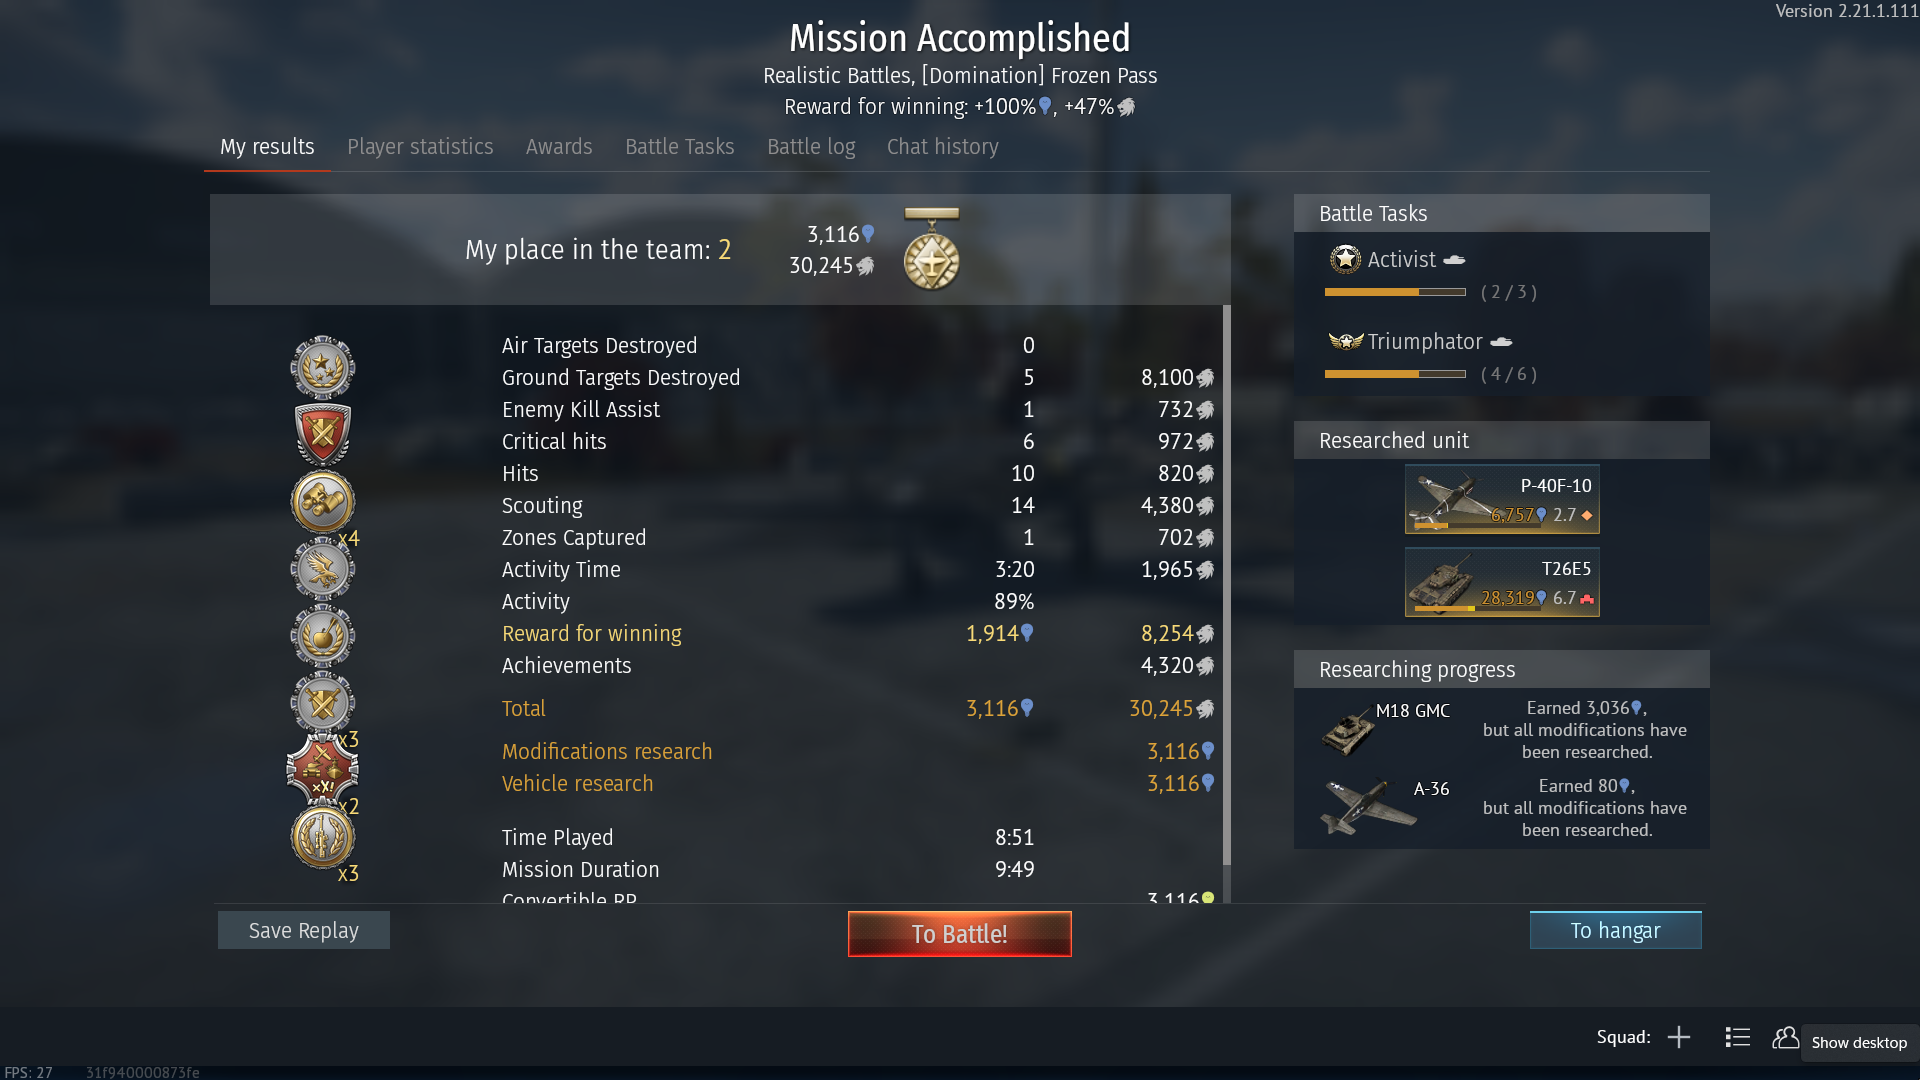 Version 2.21.1.111
Mission Accomplished
Realistic Battles, [Domination] Frozen Pass
Reward for winning: +100%, +47%
My results Player statistics Awards Battle Tasks Battle log Chat history
My place in the team: 2
3,116
30,245
Air Targets Destroyed 0
Ground Targets Destroyed 5 8,100
Enemy Kill Assist 1 732
Critical hits 6 972
Hits 10 820
Scouting 14 4,380
Zones Captured 1 702
Activity Time 3:20 1,965
Activity 89%
Reward for winning 1,914 8,254
Achievements 4,320
Total 3,116 30,245
Modifications research 3,116
Vehicle research 3,116
Time Played 8:51
Mission Duration 9:49
Convertible RP 3,116
x4
x3
xX!
x2
x3
Battle Tasks
Activist
( 2 / 3 )
Triumphator
( 4 / 6 )
Researched unit
P-40F-10
6,757 2.7
T26E5
28,319 6.7
Researching progress
M18 GMC
Earned 3,036,
but all modifications have
been researched.
A-36
Earned 80,
but all modifications have
been researched.
Save Replay
To Battle!
To hangar
Squad:
Show desktop
FPS: 27 31f940000873fe